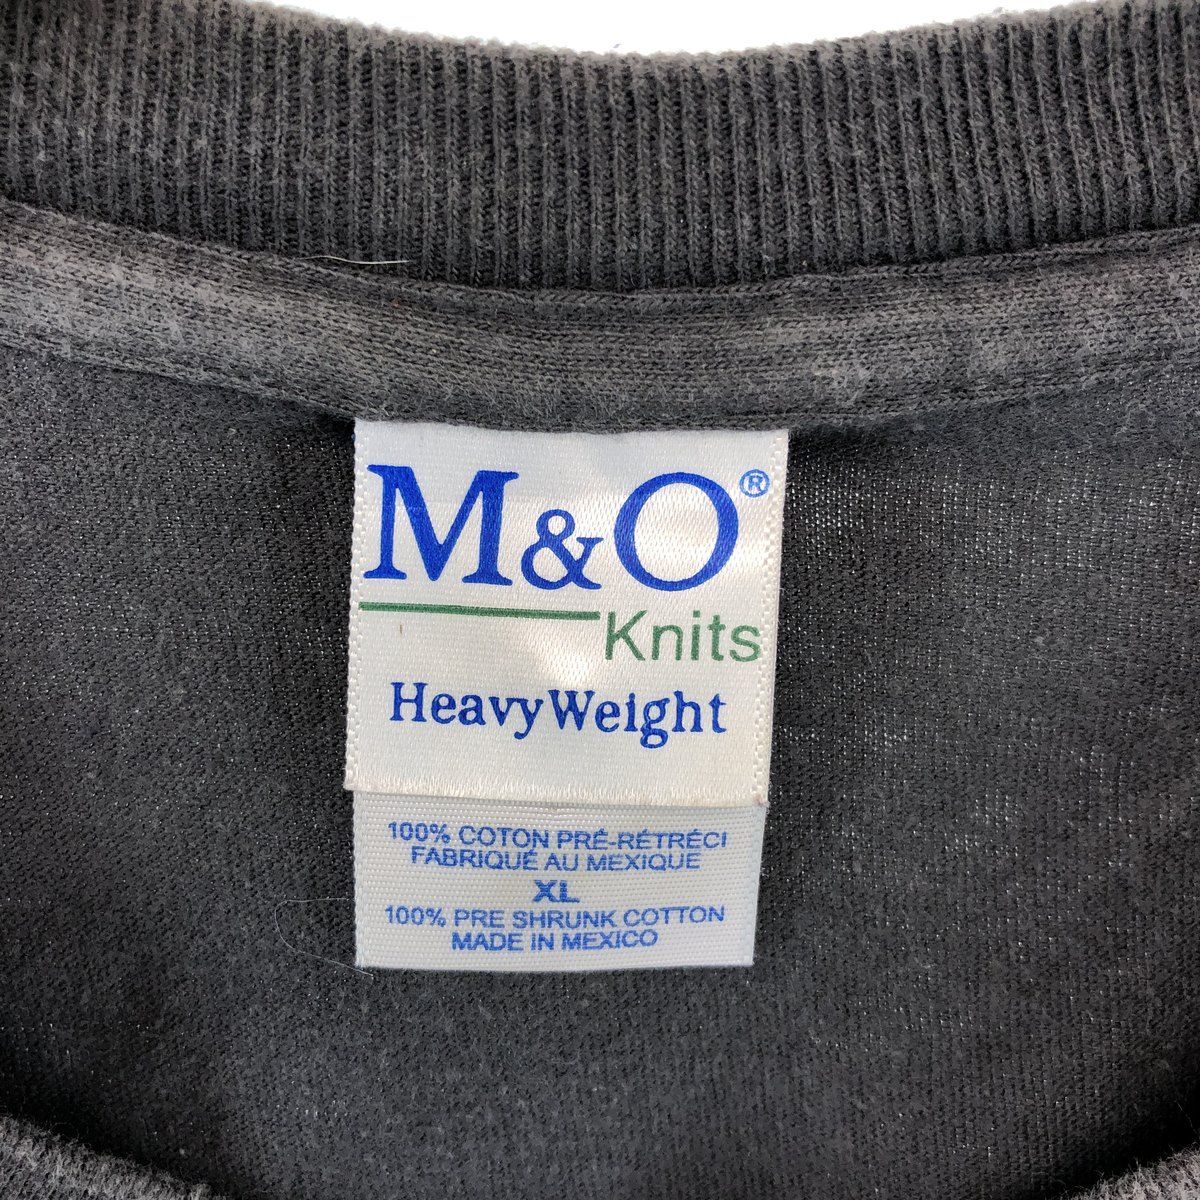 M&O®
Knits
HeavyWeight
100% COTON PRÉ-RÉTRÉCI
FABRIQUÉ AU MEXIQUE
XL
100% PRE SHRUNK COTTON
MADE IN MEXICO